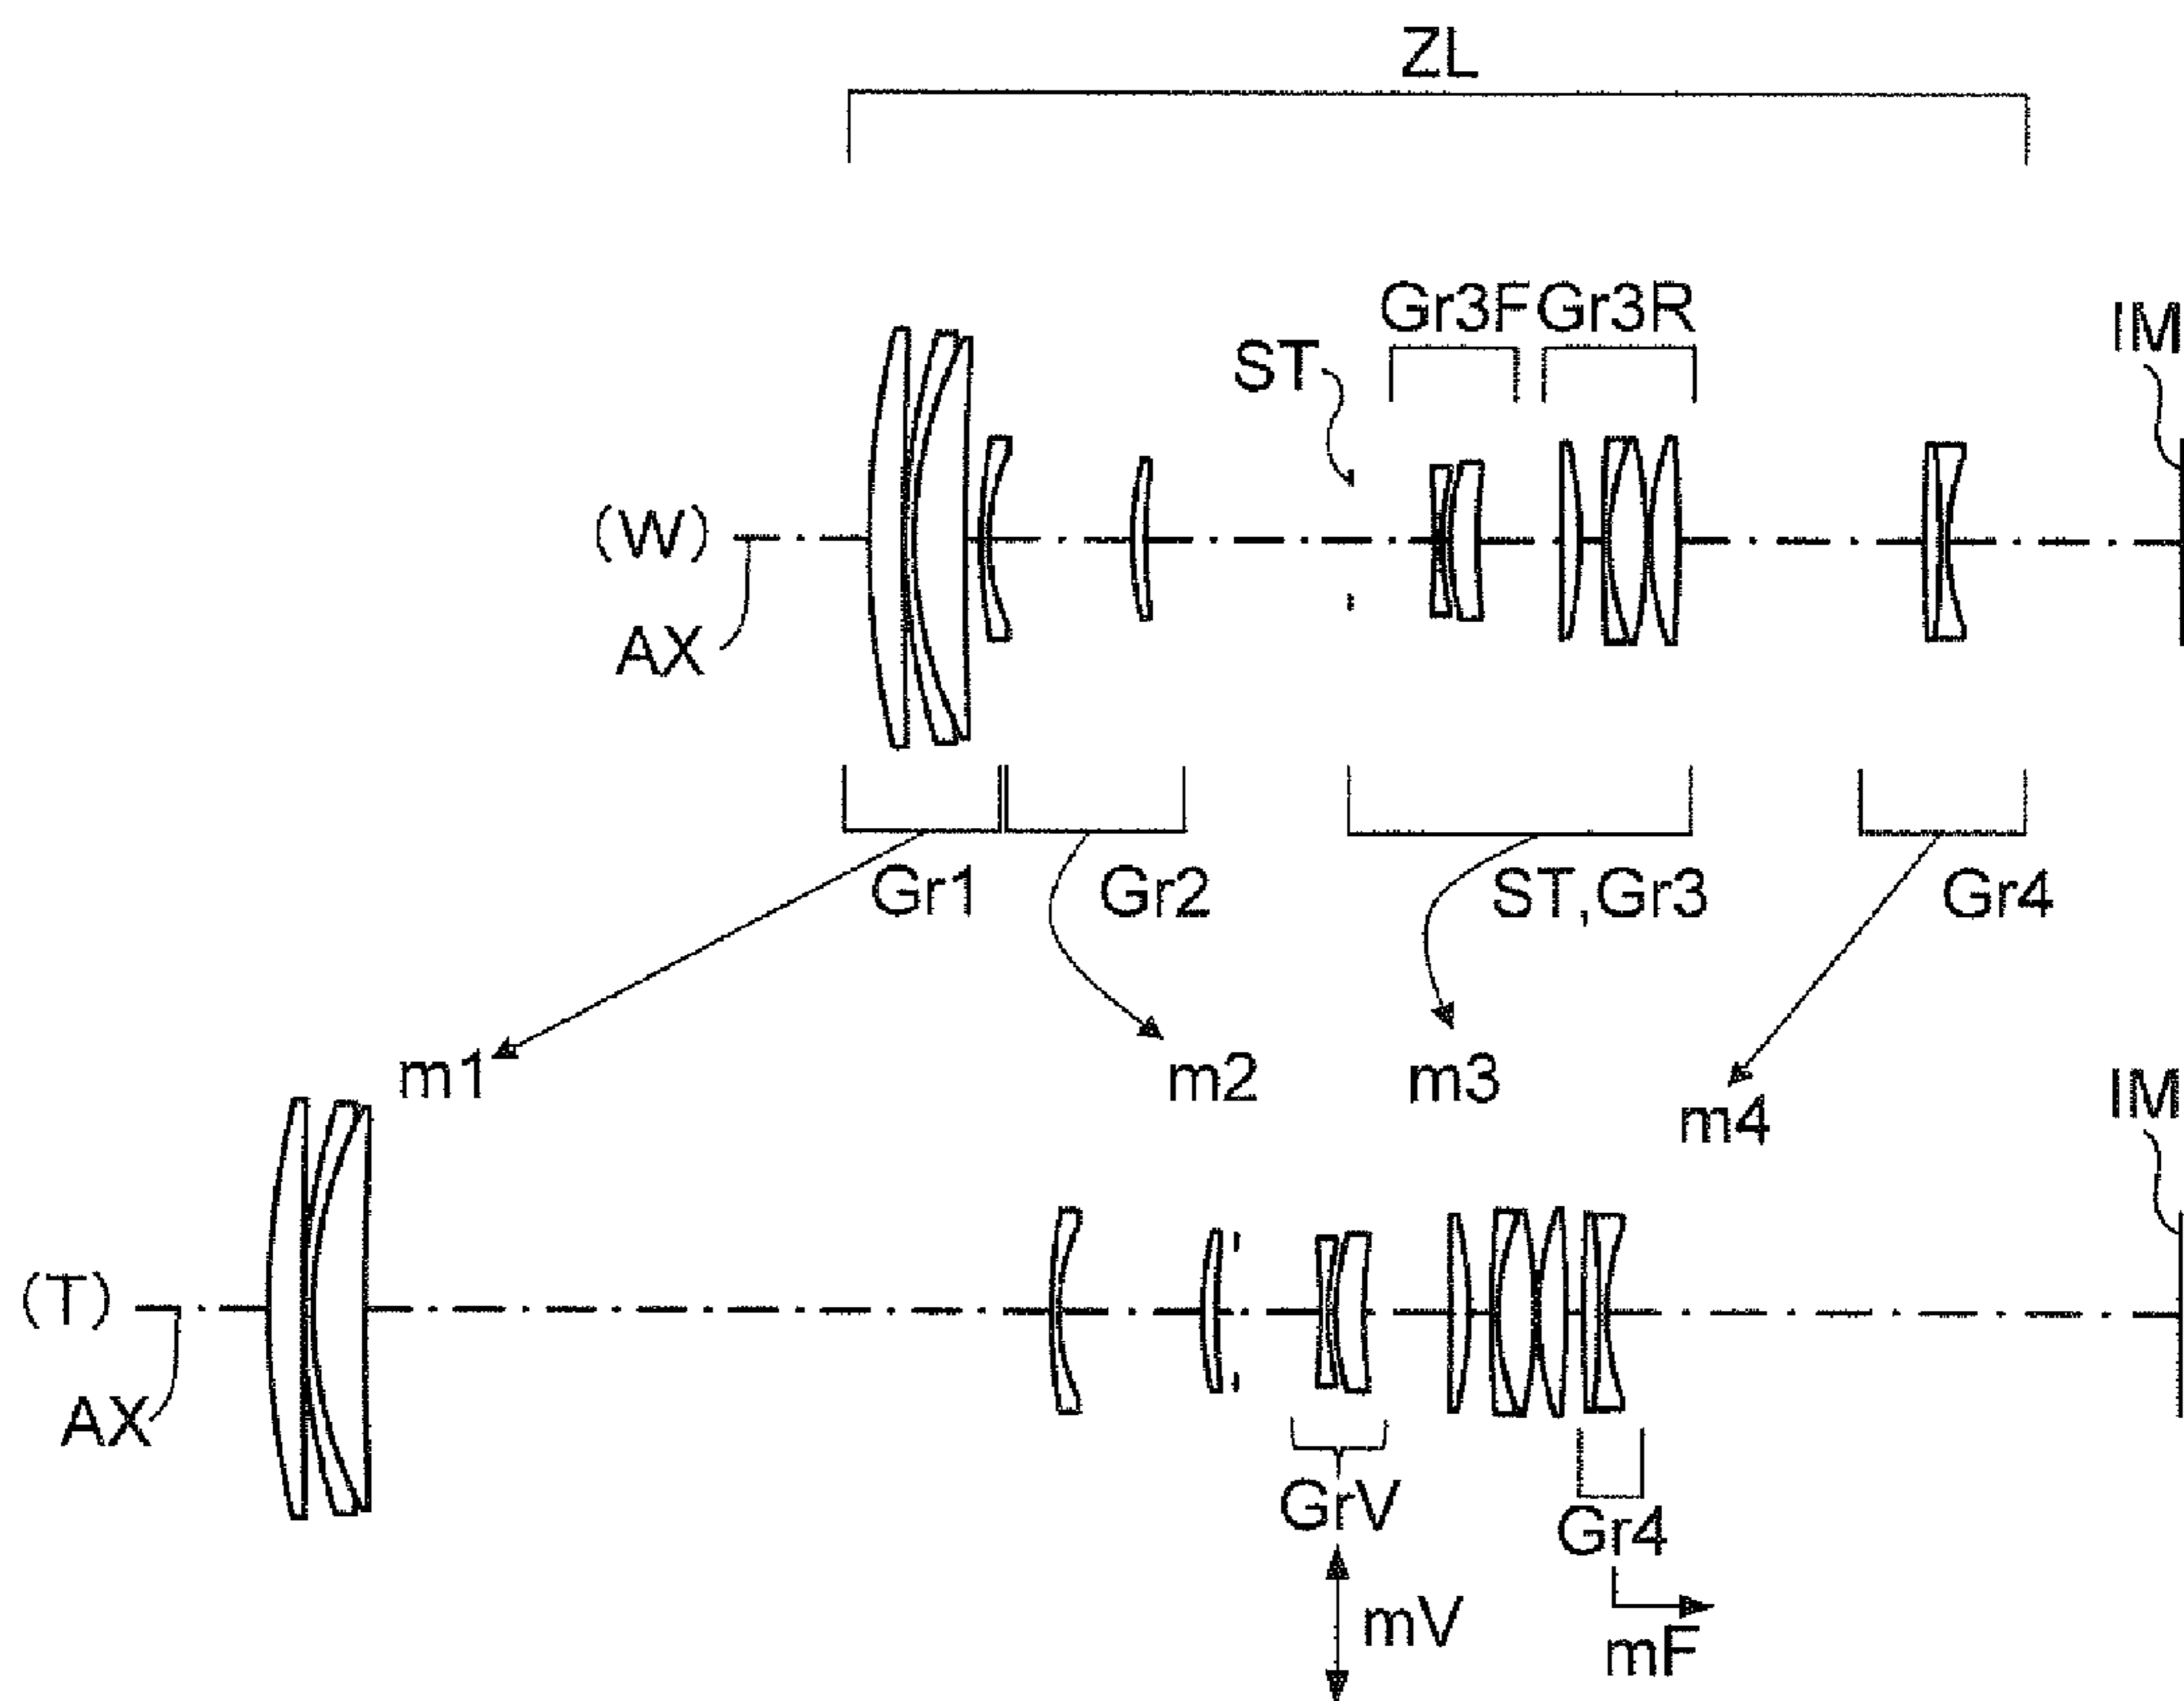 ZL
Gr3F Gr3R
IM
ST
(W)
AX
Gr1 Gr2 ST,Gr3 Gr4
m1 m2 m3 m4
IM
(T)
AX
GrV Gr4
mV mF